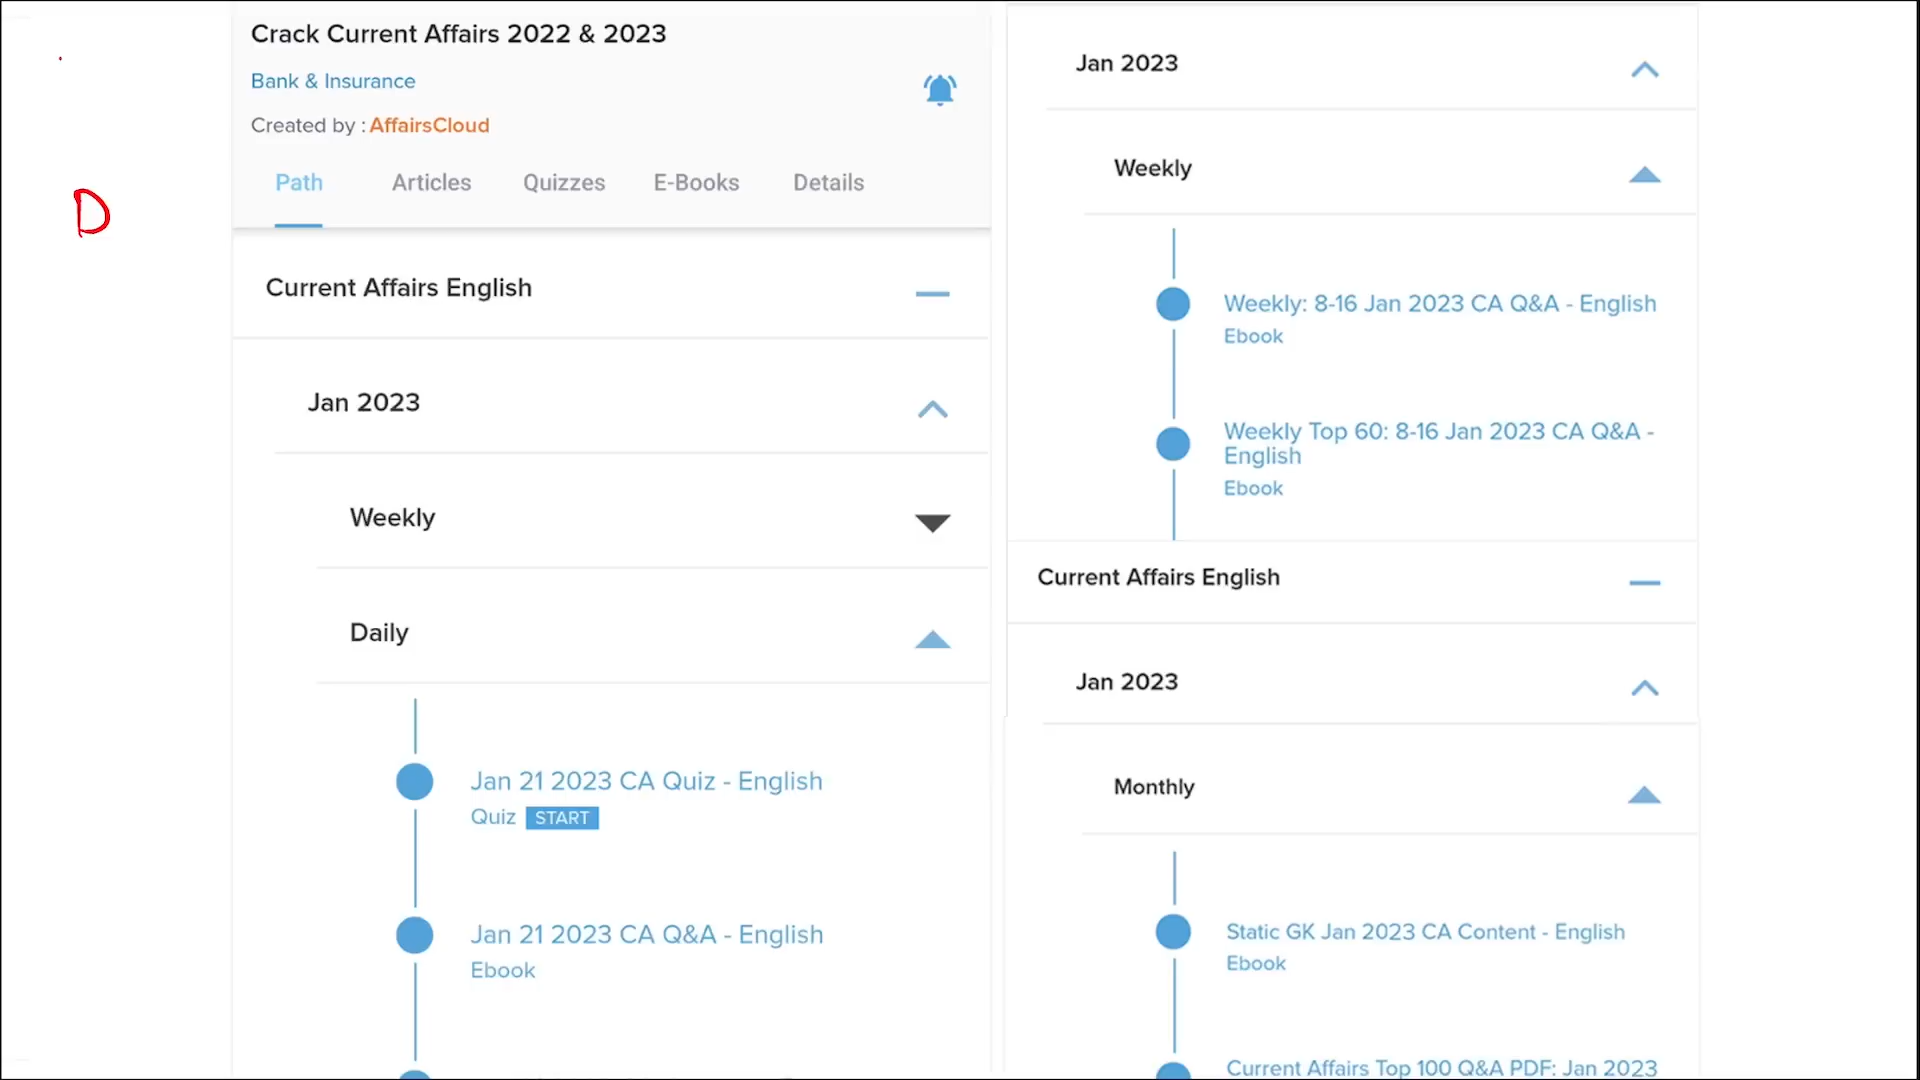 Crack Current Affairs 2022 & 2023
Bank & Insurance
Created by : AffairsCloud
Path Articles Quizzes E-Books Details
D
Current Affairs English
Jan 2023
Weekly
Daily
Jan 21 2023 CA Quiz - English
Quiz START
Jan 21 2023 CA Q&A - English
Ebook
Jan 2023
Weekly
Weekly: 8-16 Jan 2023 CA Q&A - English
Ebook
Weekly Top 60: 8-16 Jan 2023 CA Q&A -
English
Ebook
Current Affairs English
Jan 2023
Monthly
Static GK Jan 2023 CA Content - English
Ebook
Current Affairs Top 100 Q&A PDF: Jan 2023